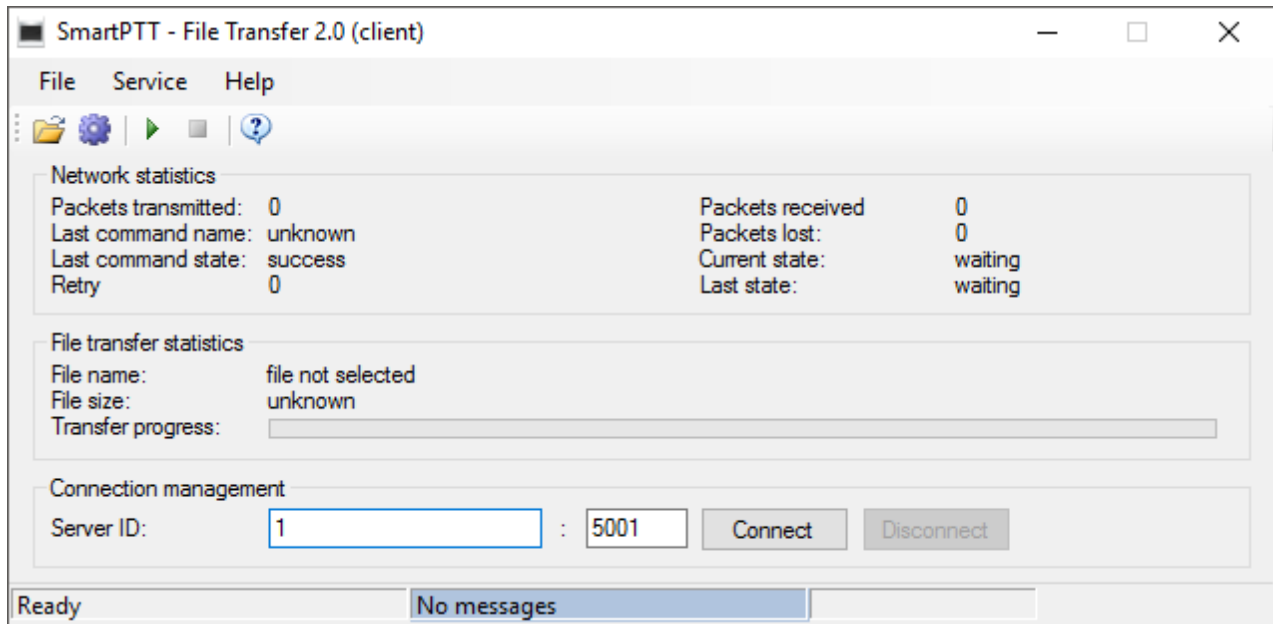 SmartPTT - File Transfer 2.0 (client)
File Service Help
Network statistics
Packets transmitted: 0 Packets received 0
Last command name: unknown Packets lost: 0
Last command state: success Current state: waiting
Retry 0 Last state: waiting
File transfer statistics
File name: file not selected
File size: unknown
Transfer progress:
Connection management
Server ID: 1 : 5001 Connect Disconnect
Ready No messages